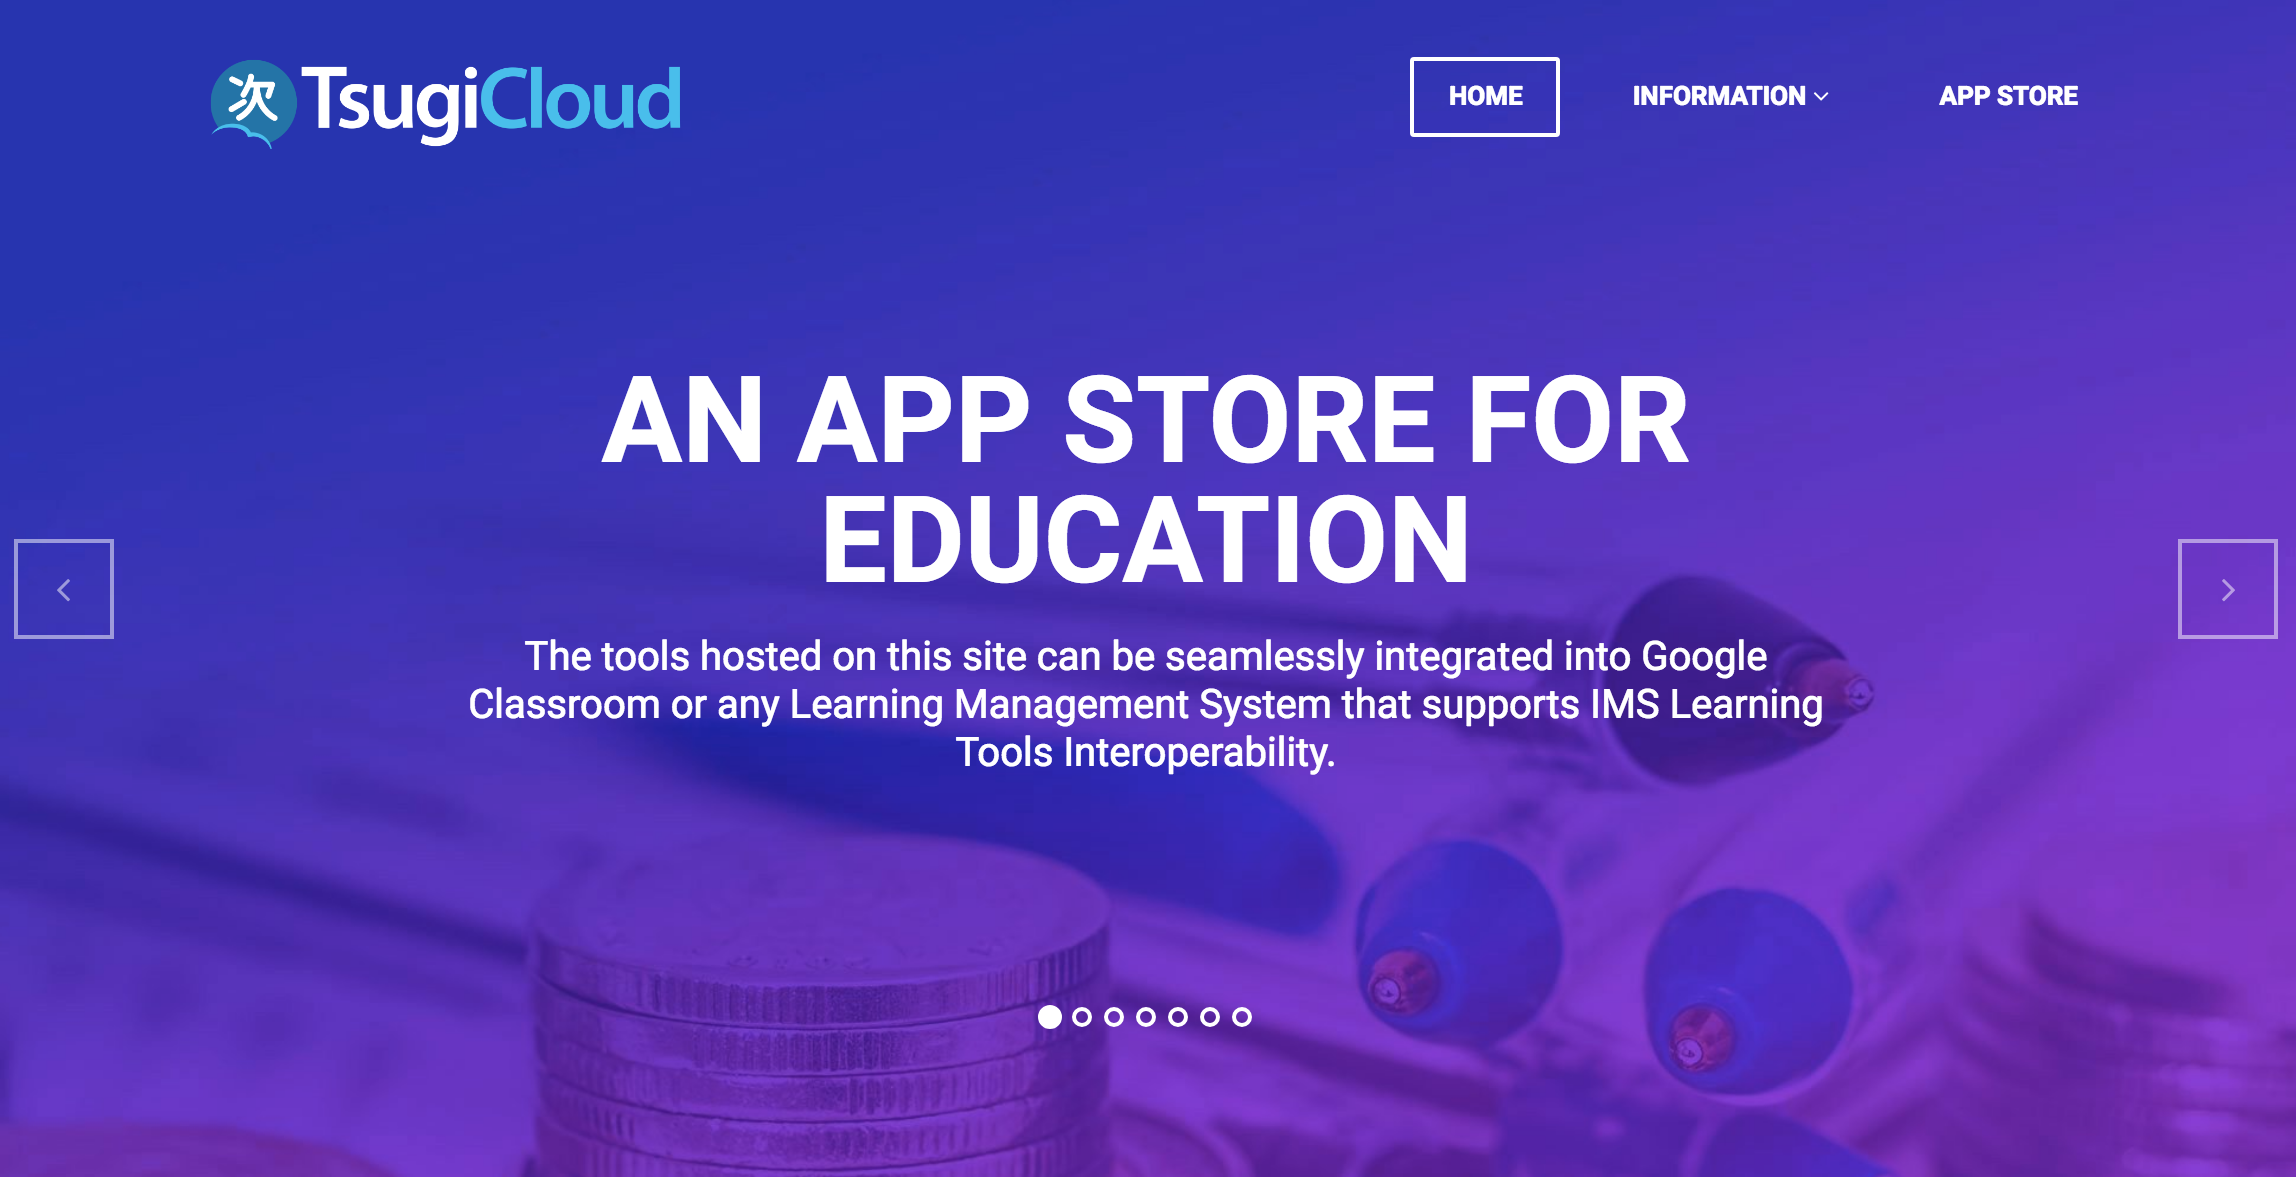 次 TsugiCloud
HOME
INFORMATION
APP STORE
AN APP STORE FOR
EDUCATION
The tools hosted on this site can be seamlessly integrated into Google
Classroom or any Learning Management System that supports IMS Learning
Tools Interoperability.